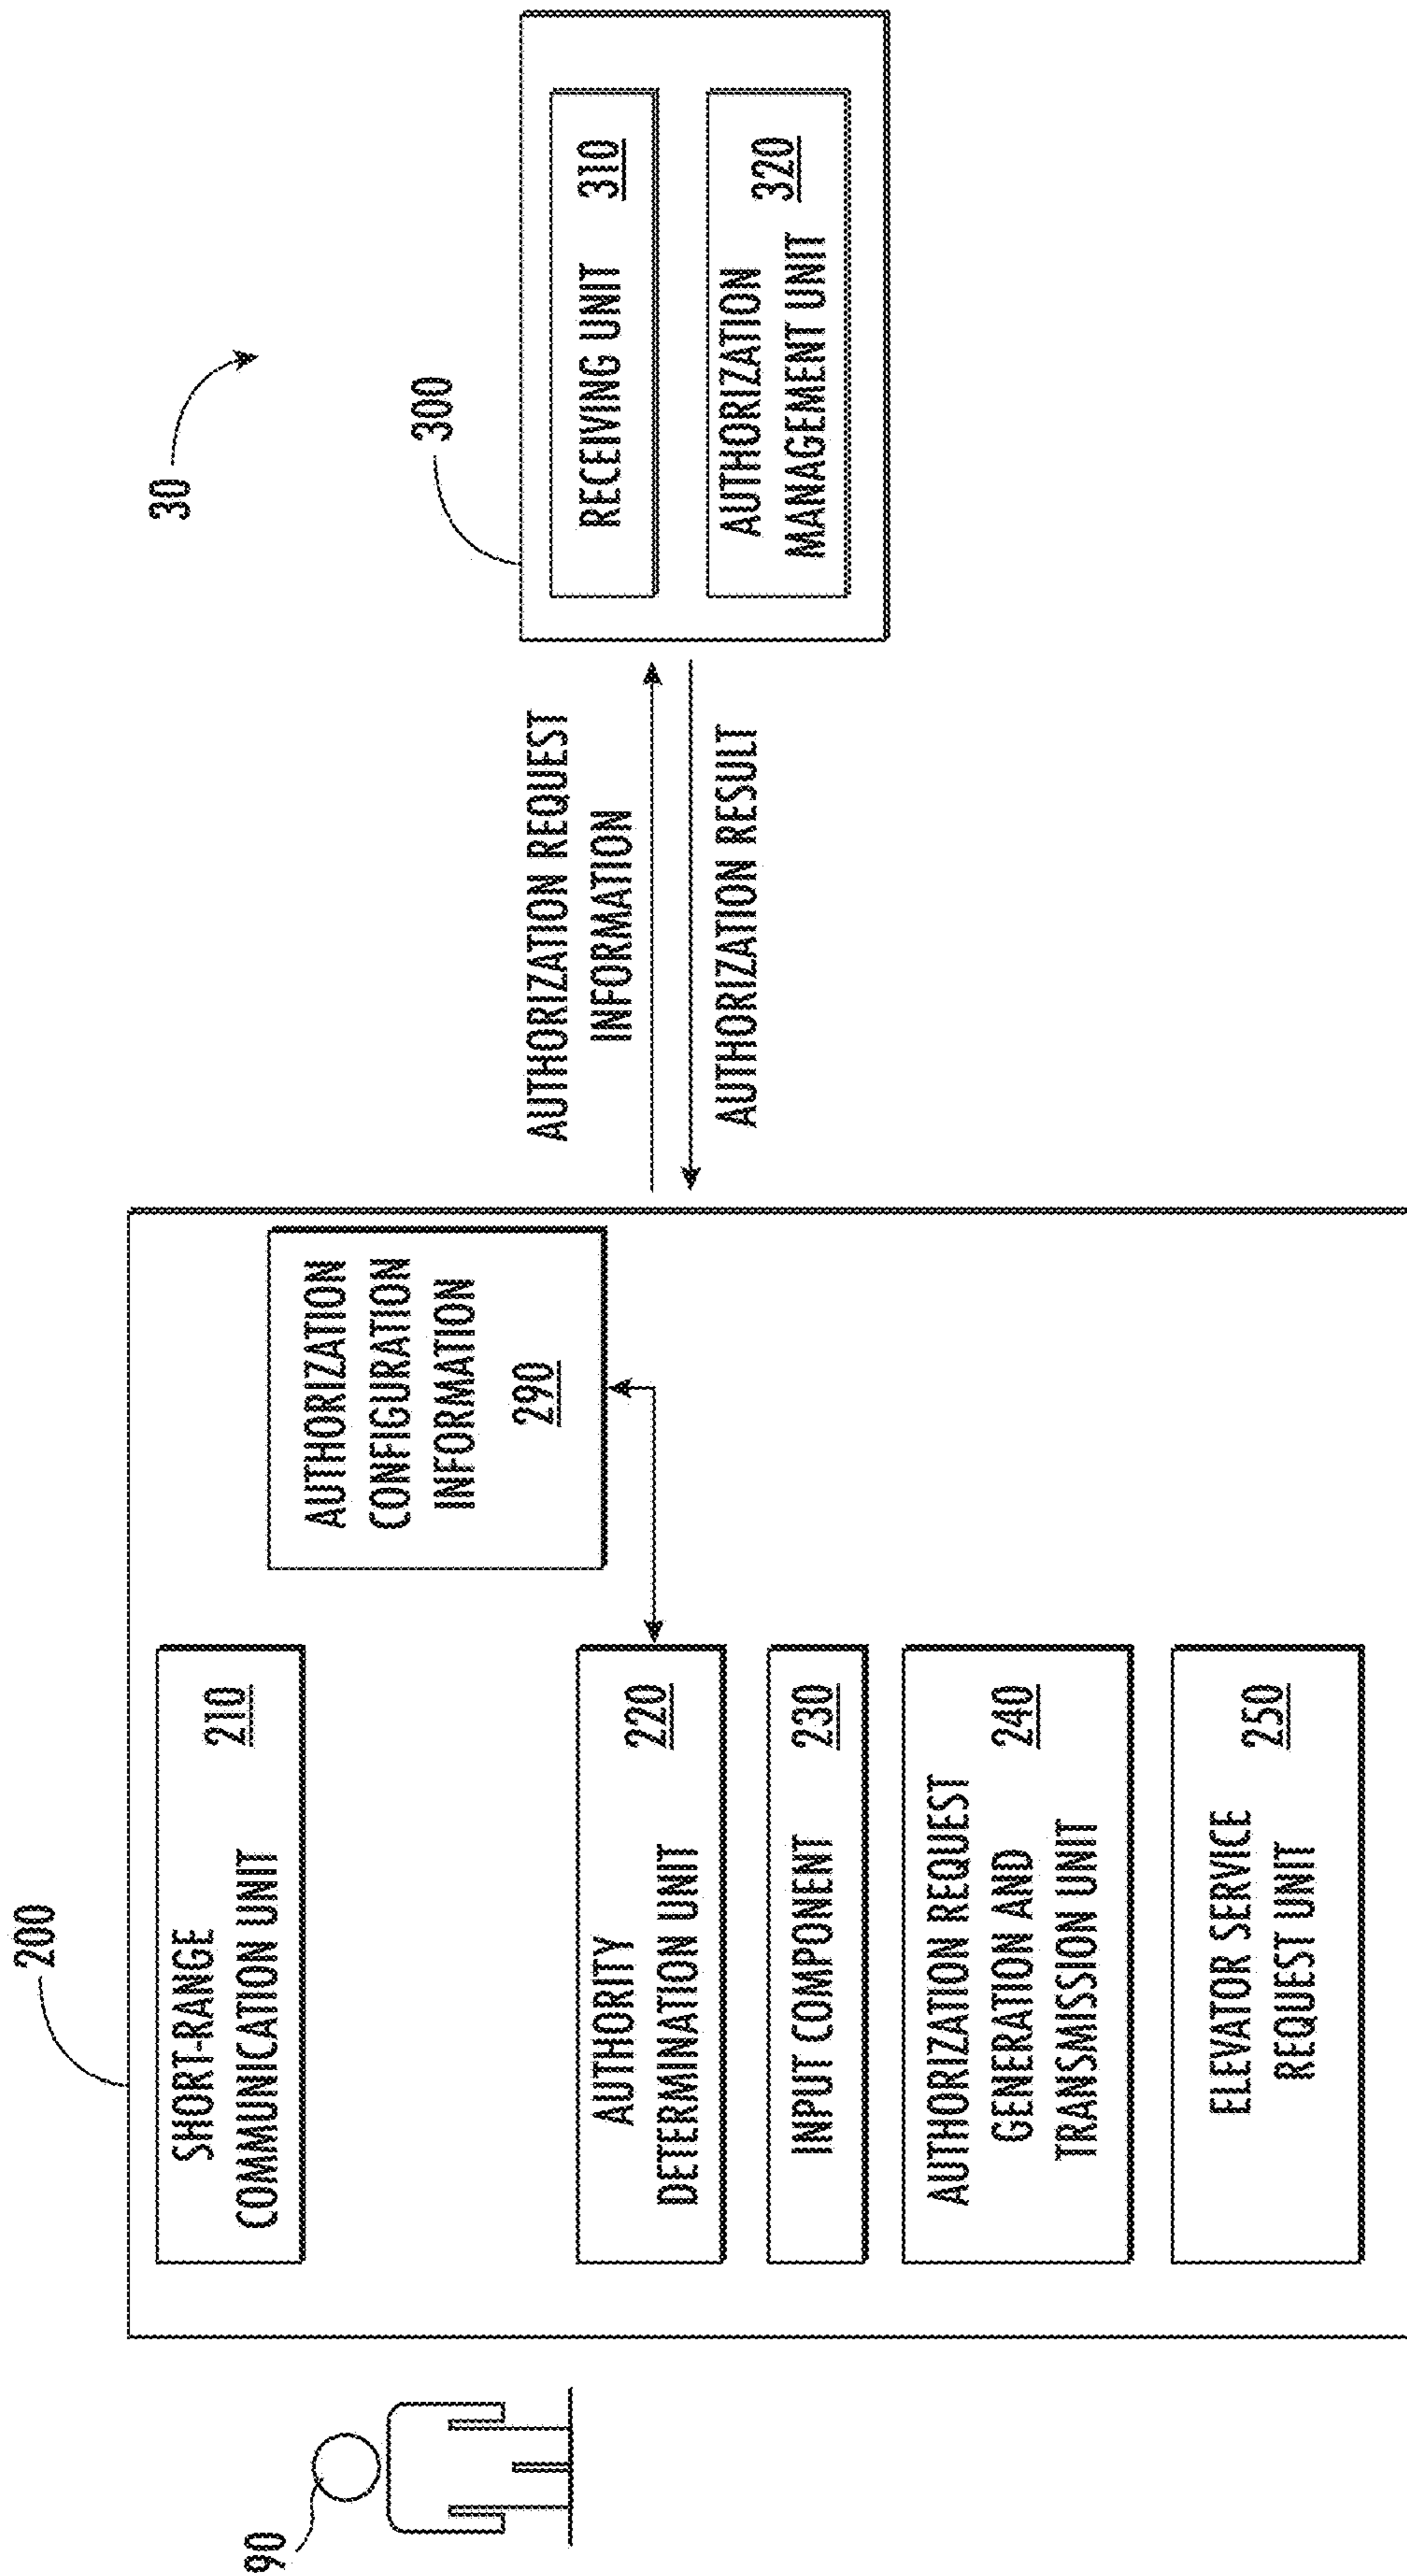 30
300
200
90
SHORT-RANGE
COMMUNICATION UNIT
210
AUTHORIZATION
CONFIGURATION
INFORMATION
290
AUTHORITY
DETERMINATION UNIT
220
INPUT COMPONENT
230
AUTHORIZATION REQUEST
GENERATION AND
TRANSMISSION UNIT
240
ELEVATOR SERVICE
REQUEST UNIT
250
AUTHORIZATION REQUEST
INFORMATION
AUTHORIZATION RESULT
RECEIVING UNIT
310
AUTHORIZATION
MANAGEMENT UNIT
320